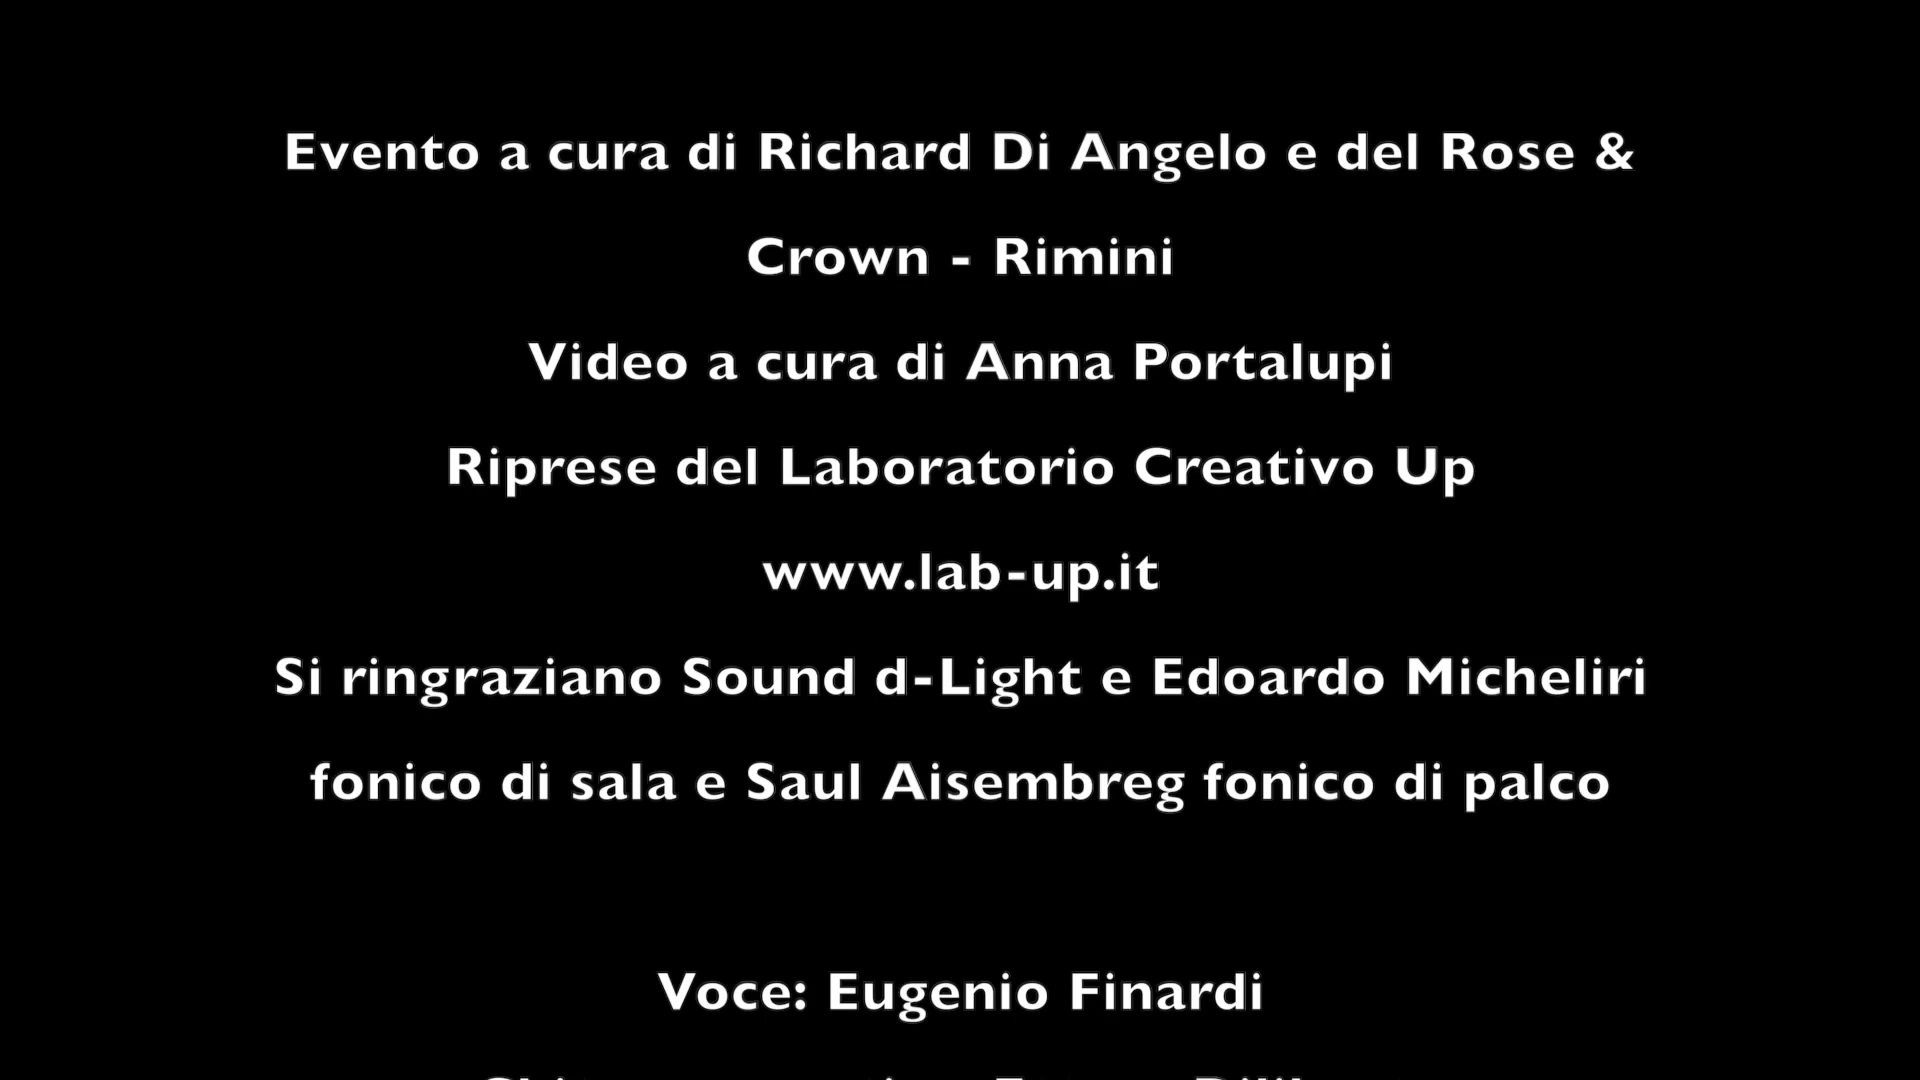 Evento a cura di Richard Di Angelo e del Rose &
Crown - Rimini
Video a cura di Anna Portalupi
Riprese del Laboratorio Creativo Up
www.lab-up.it
Si ringraziano Sound d-Light e Edoardo Micheliri
fonico di sala e Saul Aisembreg fonico di palco
Voce: Eugenio Finardi